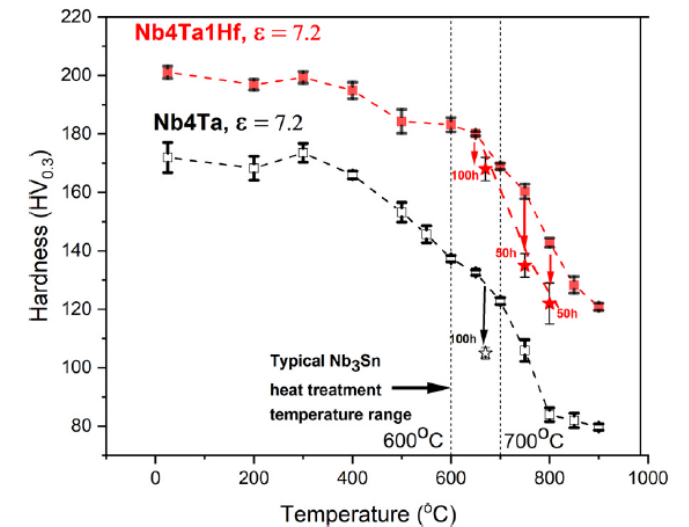 220
200
180
160
140
120
100
80
Hardness (HV0.3)
Nb4Ta1Hf, ε = 7.2
Nb4Ta, ε = 7.2
100h
50h
50h
100h
Typical Nb3Sn
heat treatment
temperature range
600°C
700°C
0 200 400 600 800 1000
Temperature (°C)